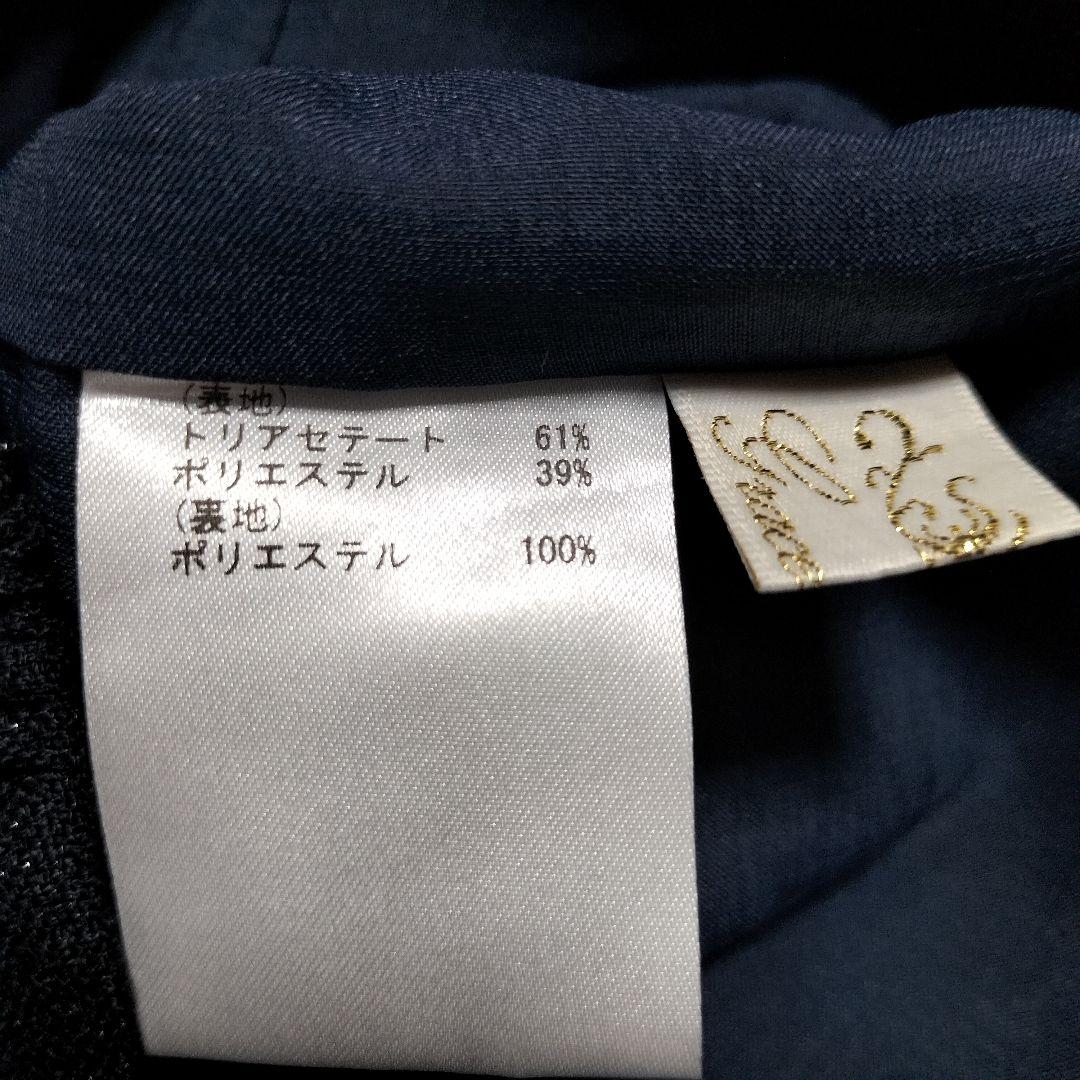 (表地)
トリアセテート 61%
ポリエステル 39%
(裏地)
ポリエステル 100%